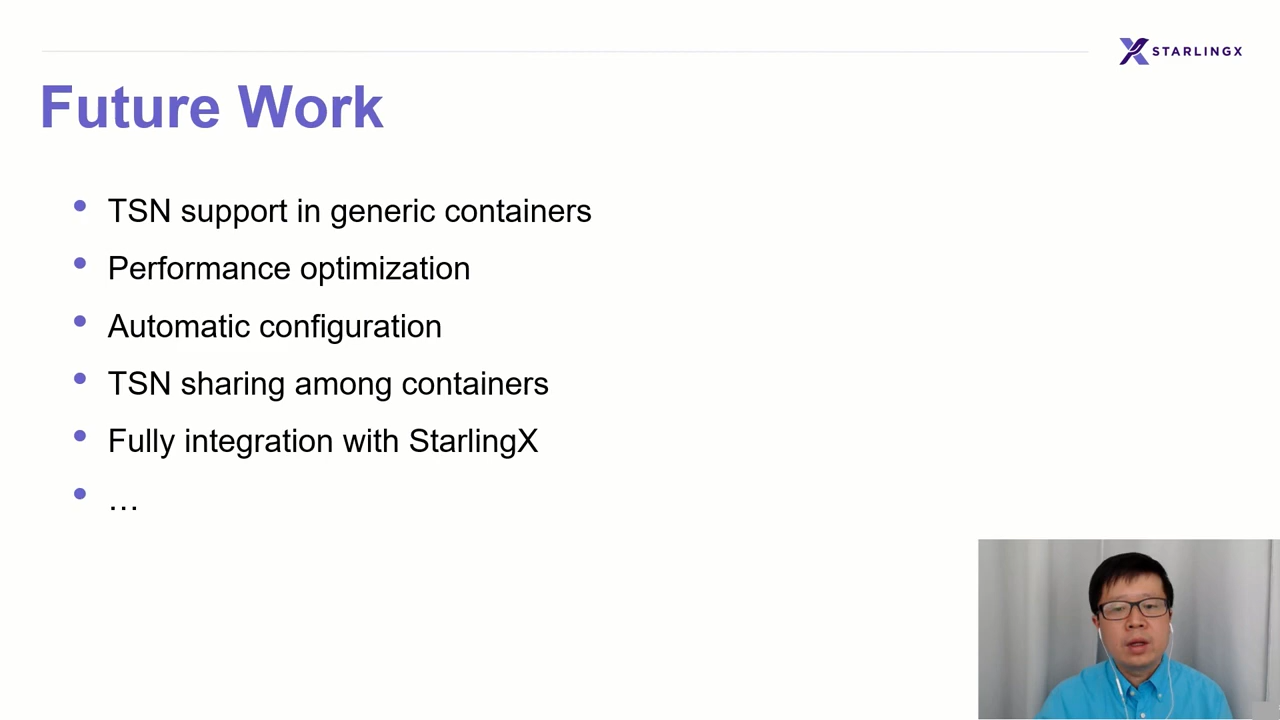 STARLINGX
Future Work
• TSN support in generic containers
• Performance optimization
• Automatic configuration
• TSN sharing among containers
• Fully integration with StarlingX
• …